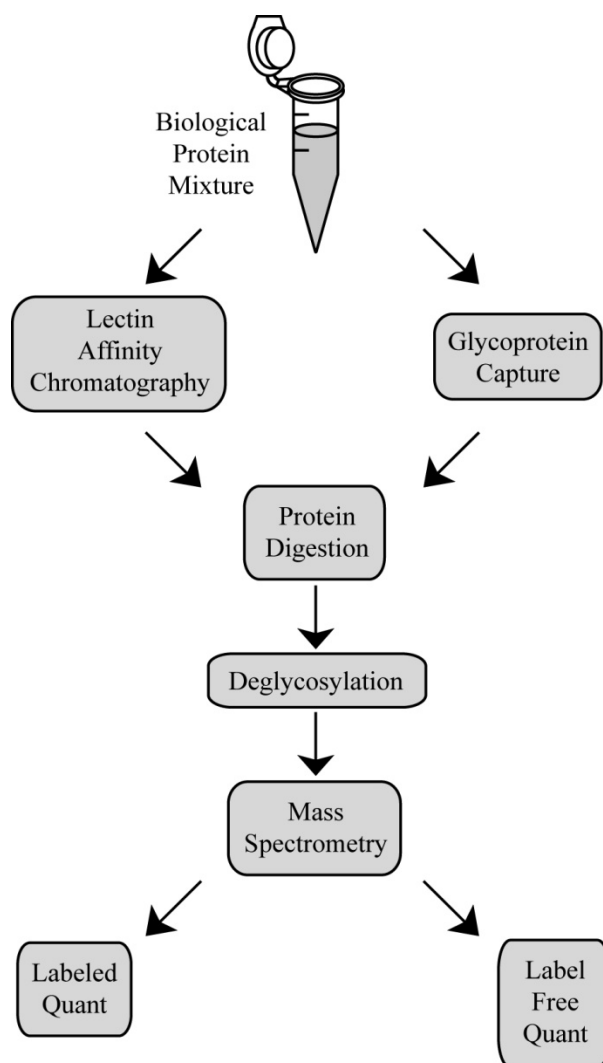 Biological
Protein
Mixture
Lectin
Affinity
Chromatography
Glycoprotein
Capture
Protein
Digestion
Deglycosylation
Mass
Spectrometry
Labeled
Quant
Label
Free
Quant